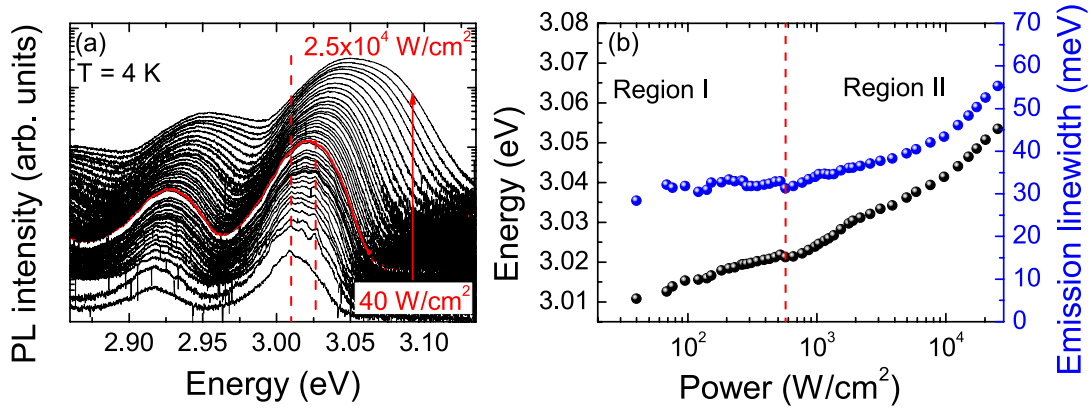 (a)
2.5x10⁴ W/cm²
T = 4 K
40 W/cm²
PL intensity (arb. units)
2.90 2.95 3.00 3.05 3.10
Energy (eV)
(b)
Region I
Region II
3.08
3.07
3.06
3.05
3.04
3.03
3.02
3.01
Energy (eV)
70
60
50
40
30
20
10
0
Emission linewidth (meV)
10² 10³ 10⁴
Power (W/cm²)